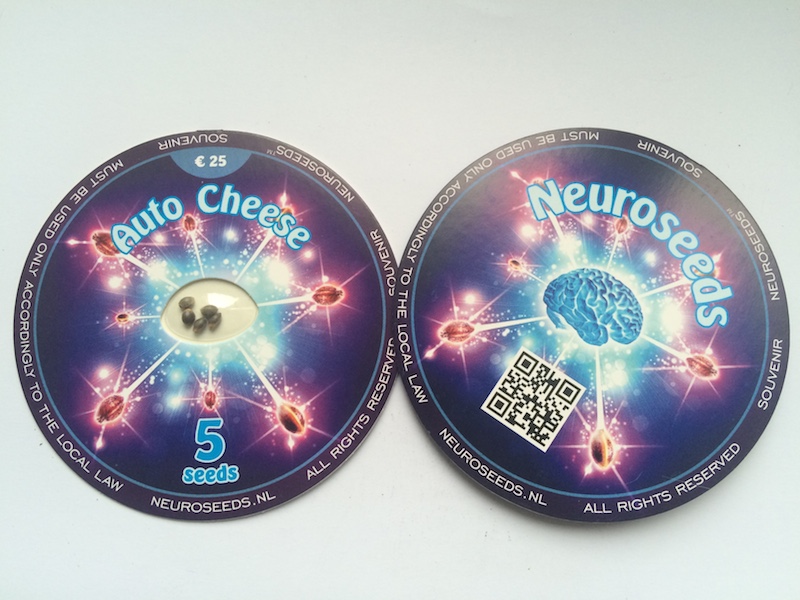 € 25
Auto Cheese
5
seeds
SOUVENIR
MUST BE USED ONLY ACCORDINGLY TO THE LOCAL LAW
NEUROSEEDS.NL
ALL RIGHTS RESERVED
SOUVENIR
NEUROSEEDS™
Neuroseeds
SOUVENIR
MUST BE USED ONLY ACCORDINGLY TO THE LOCAL LAW
NEUROSEEDS.NL
ALL RIGHTS RESERVED
SOUVENIR
NEUROSEEDS™